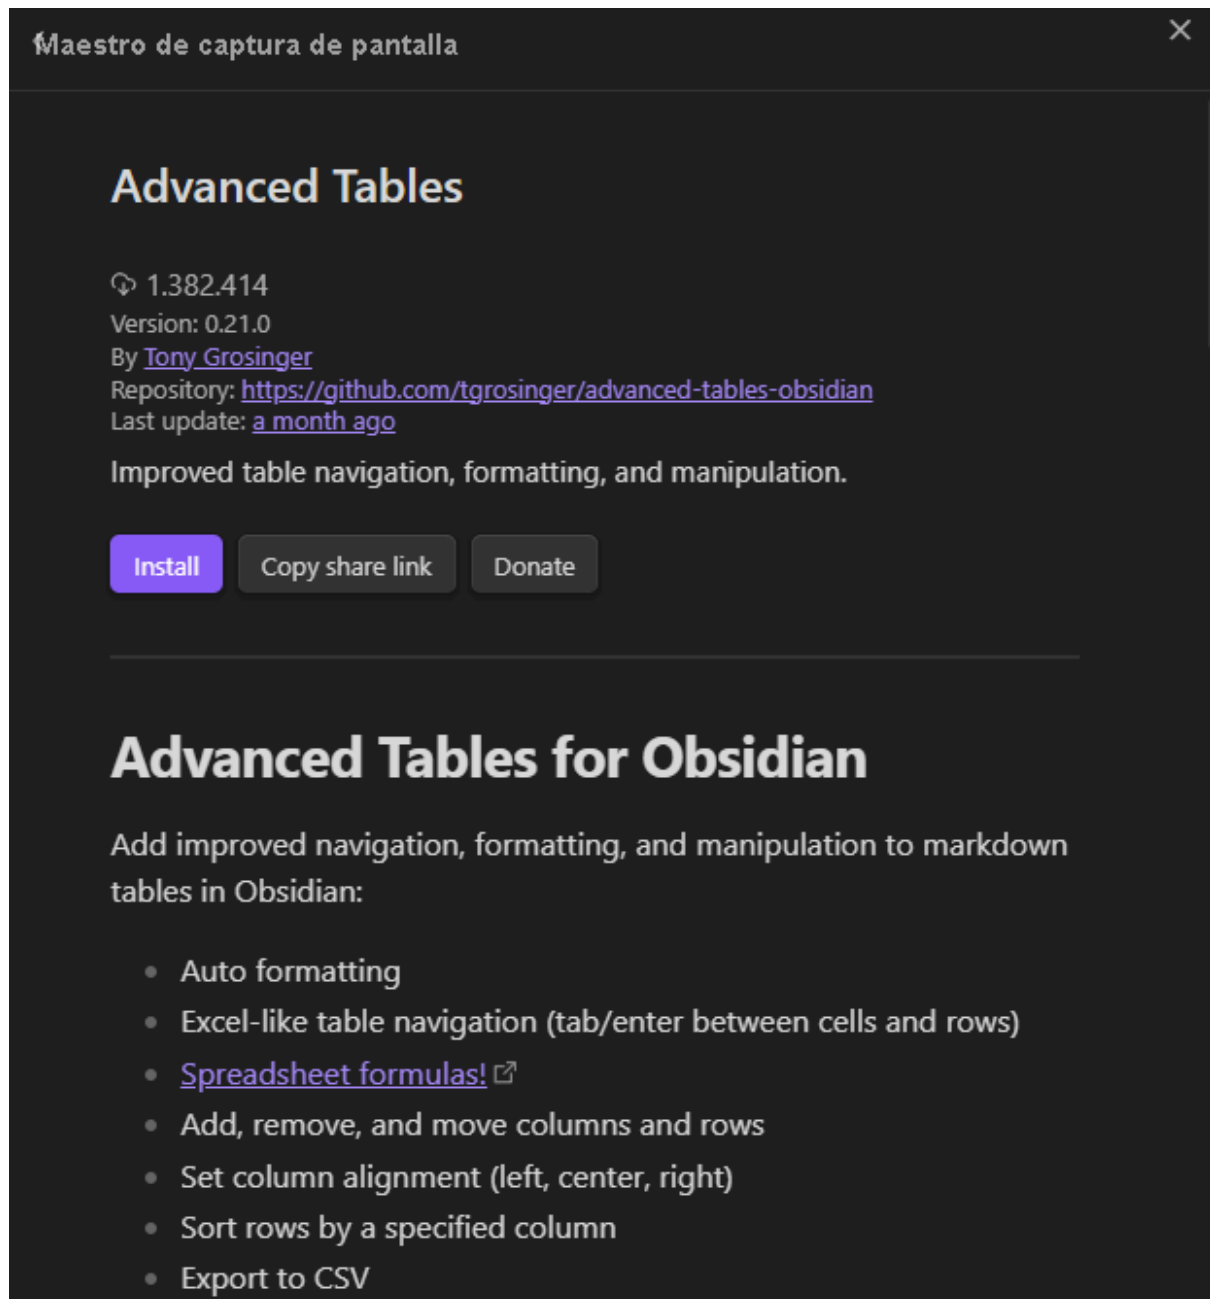 Maestro de captura de pantalla
Advanced Tables
1.382.414
Version: 0.21.0
By Tony Grosinger
Repository: https://github.com/tgrosinger/advanced-tables-obsidian
Last update: a month ago
Improved table navigation, formatting, and manipulation.
Install Copy share link Donate
Advanced Tables for Obsidian
Add improved navigation, formatting, and manipulation to markdown
tables in Obsidian:
Auto formatting
Excel-like table navigation (tab/enter between cells and rows)
Spreadsheet formulas!
Add, remove, and move columns and rows
Set column alignment (left, center, right)
Sort rows by a specified column
Export to CSV